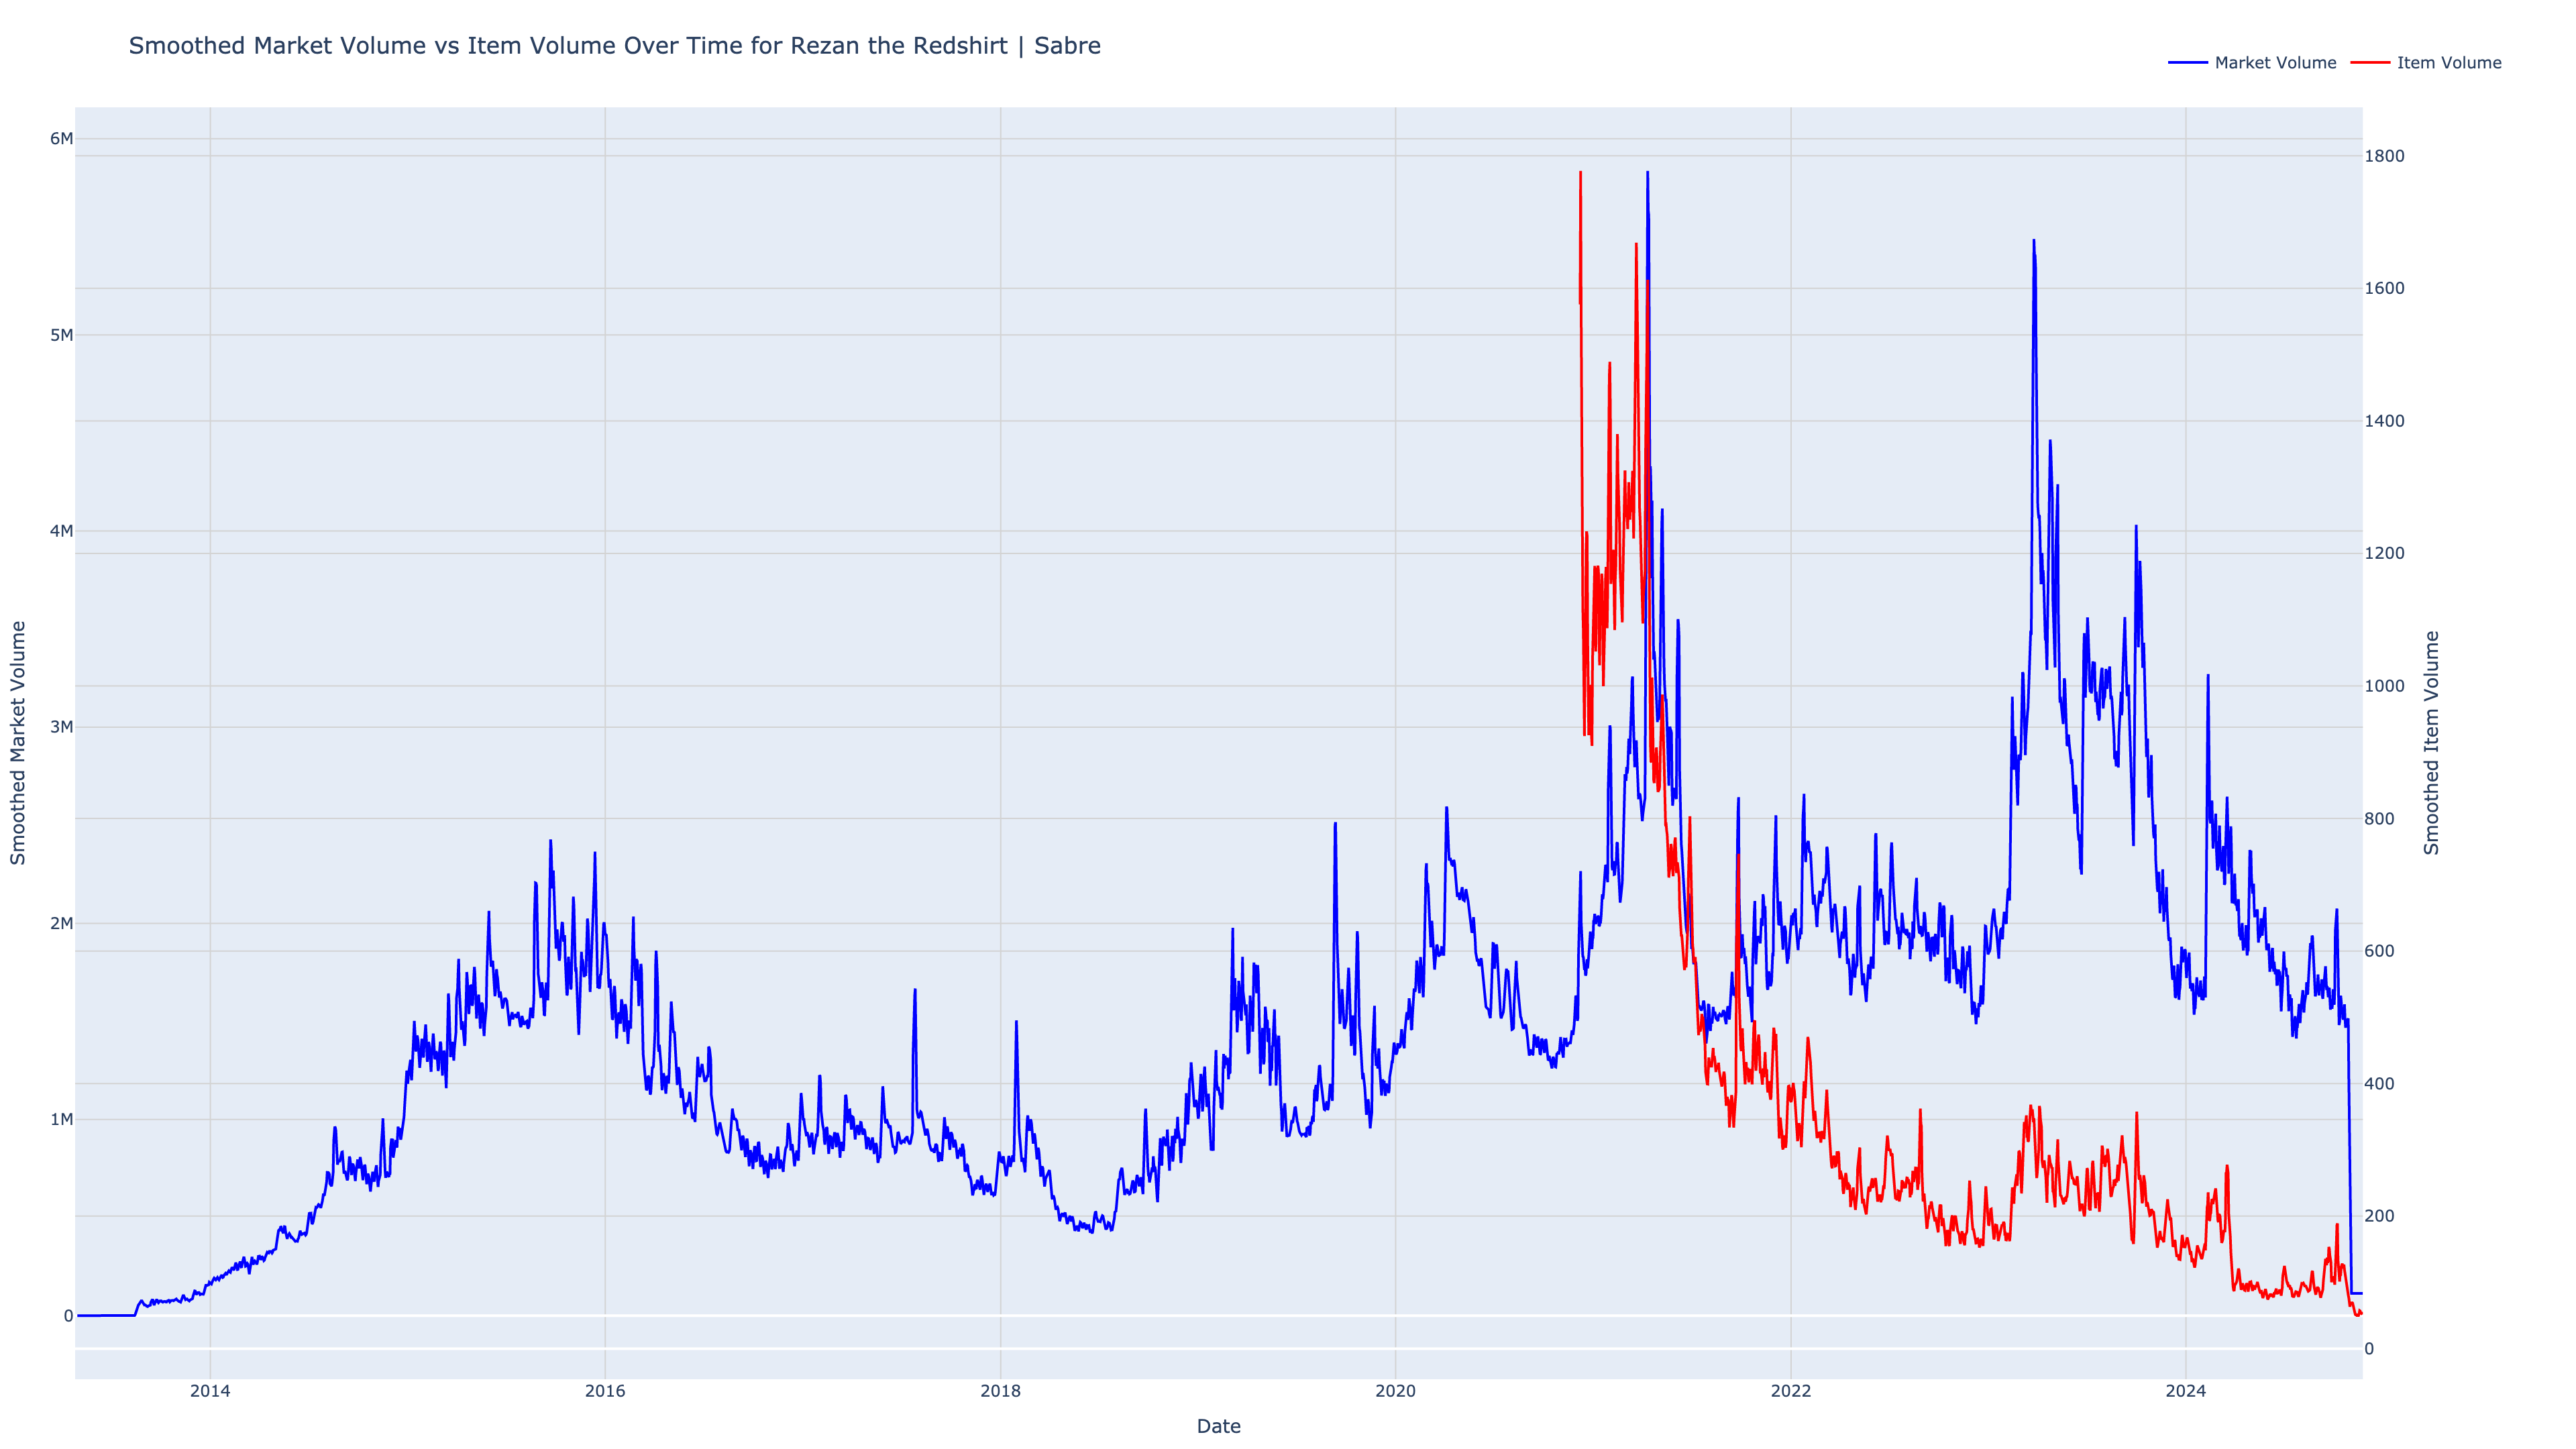 Smoothed Market Volume vs Item Volume Over Time for Rezan the Redshirt | Sabre
Market Volume
Item Volume
6M
5M
4M
3M
2M
1M
0
Smoothed Market Volume
1800
1600
1400
1200
1000
800
600
400
200
0
Smoothed Item Volume
2014
2016
2018
2020
2022
2024
Date